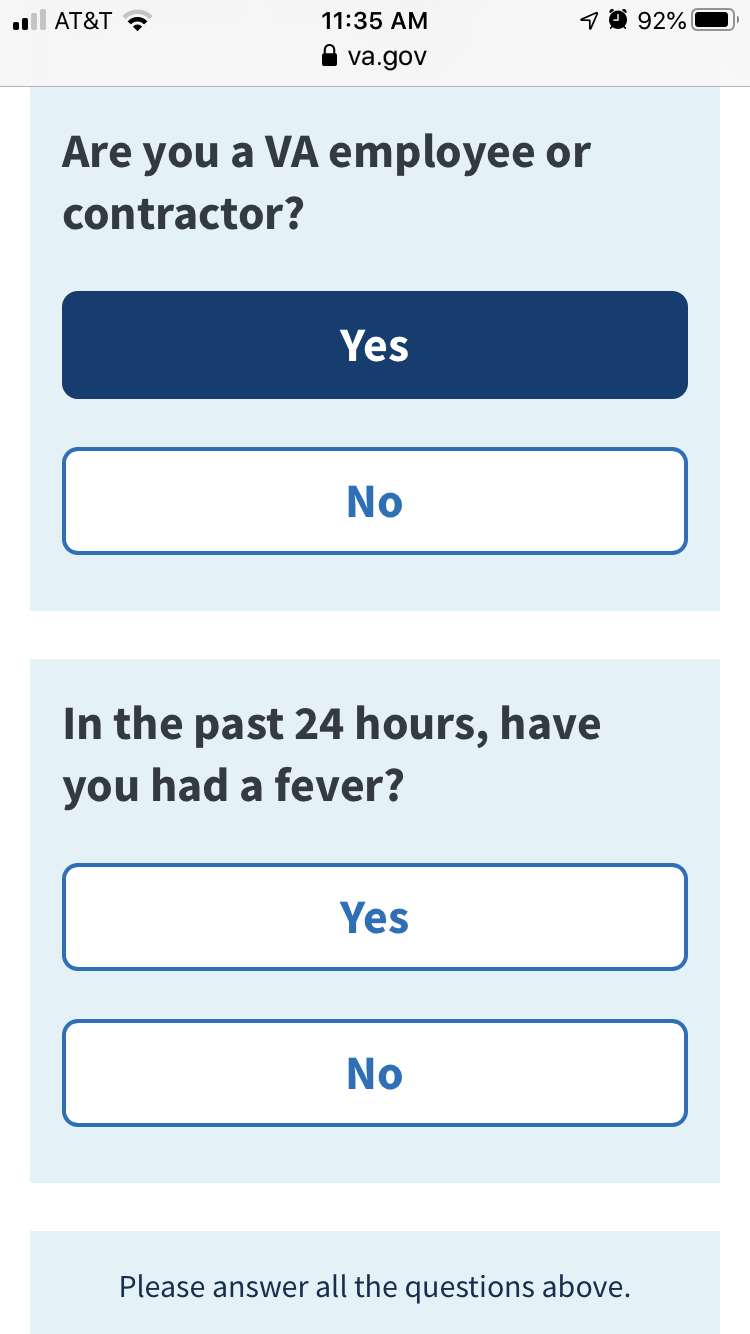 AT&T 11:35 AM 92%
va.gov
Are you a VA employee or
contractor?
Yes
No
In the past 24 hours, have
you had a fever?
Yes
No
Please answer all the questions above.